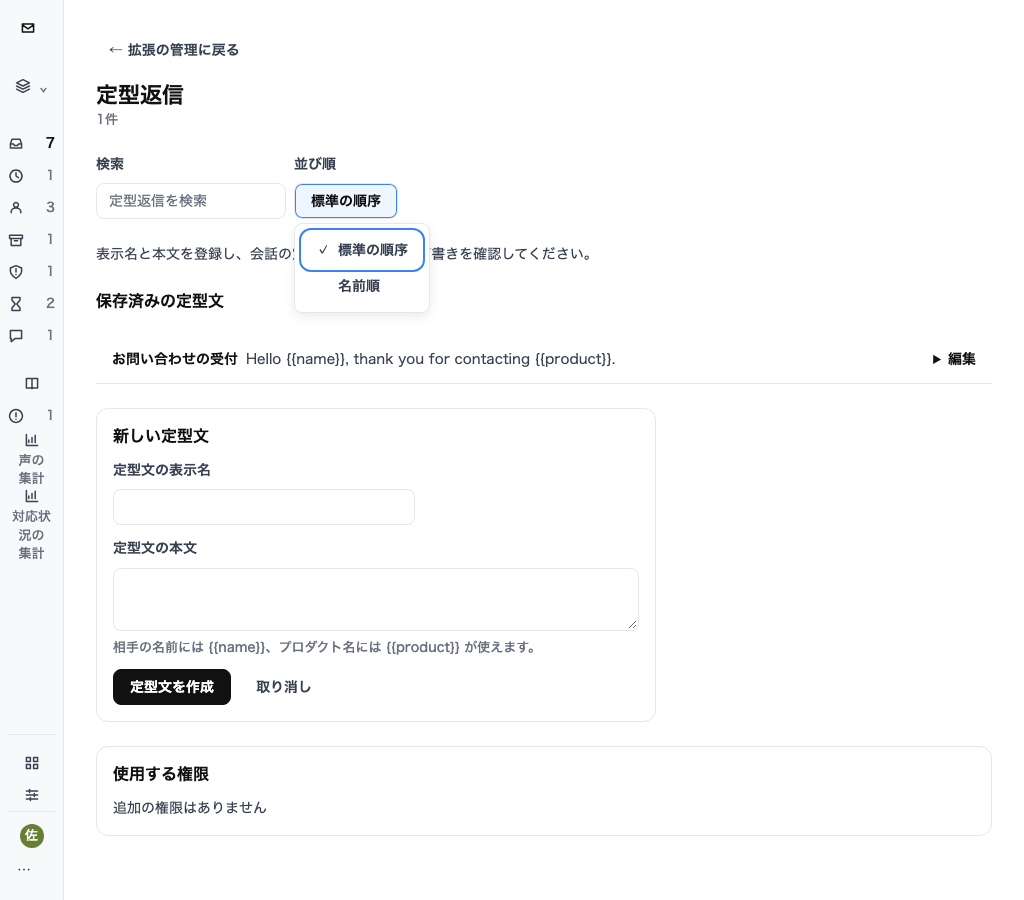 ← 拡張の管理に戻る
定型返信
1件
検索
並び順
定型返信を検索
標準の順序
✓ 標準の順序
名前順
表示名と本文を登録し、会話の
書きを確認してください。
保存済みの定型文
お問い合わせの受付 Hello {{name}}, thank you for contacting {{product}}.
▶ 編集
新しい定型文
定型文の表示名
定型文の本文
相手の名前には {{name}}、プロダクト名には {{product}} が使えます。
定型文を作成
取り消し
使用する権限
追加の権限はありません
7
1
3
1
1
2
1
1
声の
集計
対応状
況の
集計
佐
…